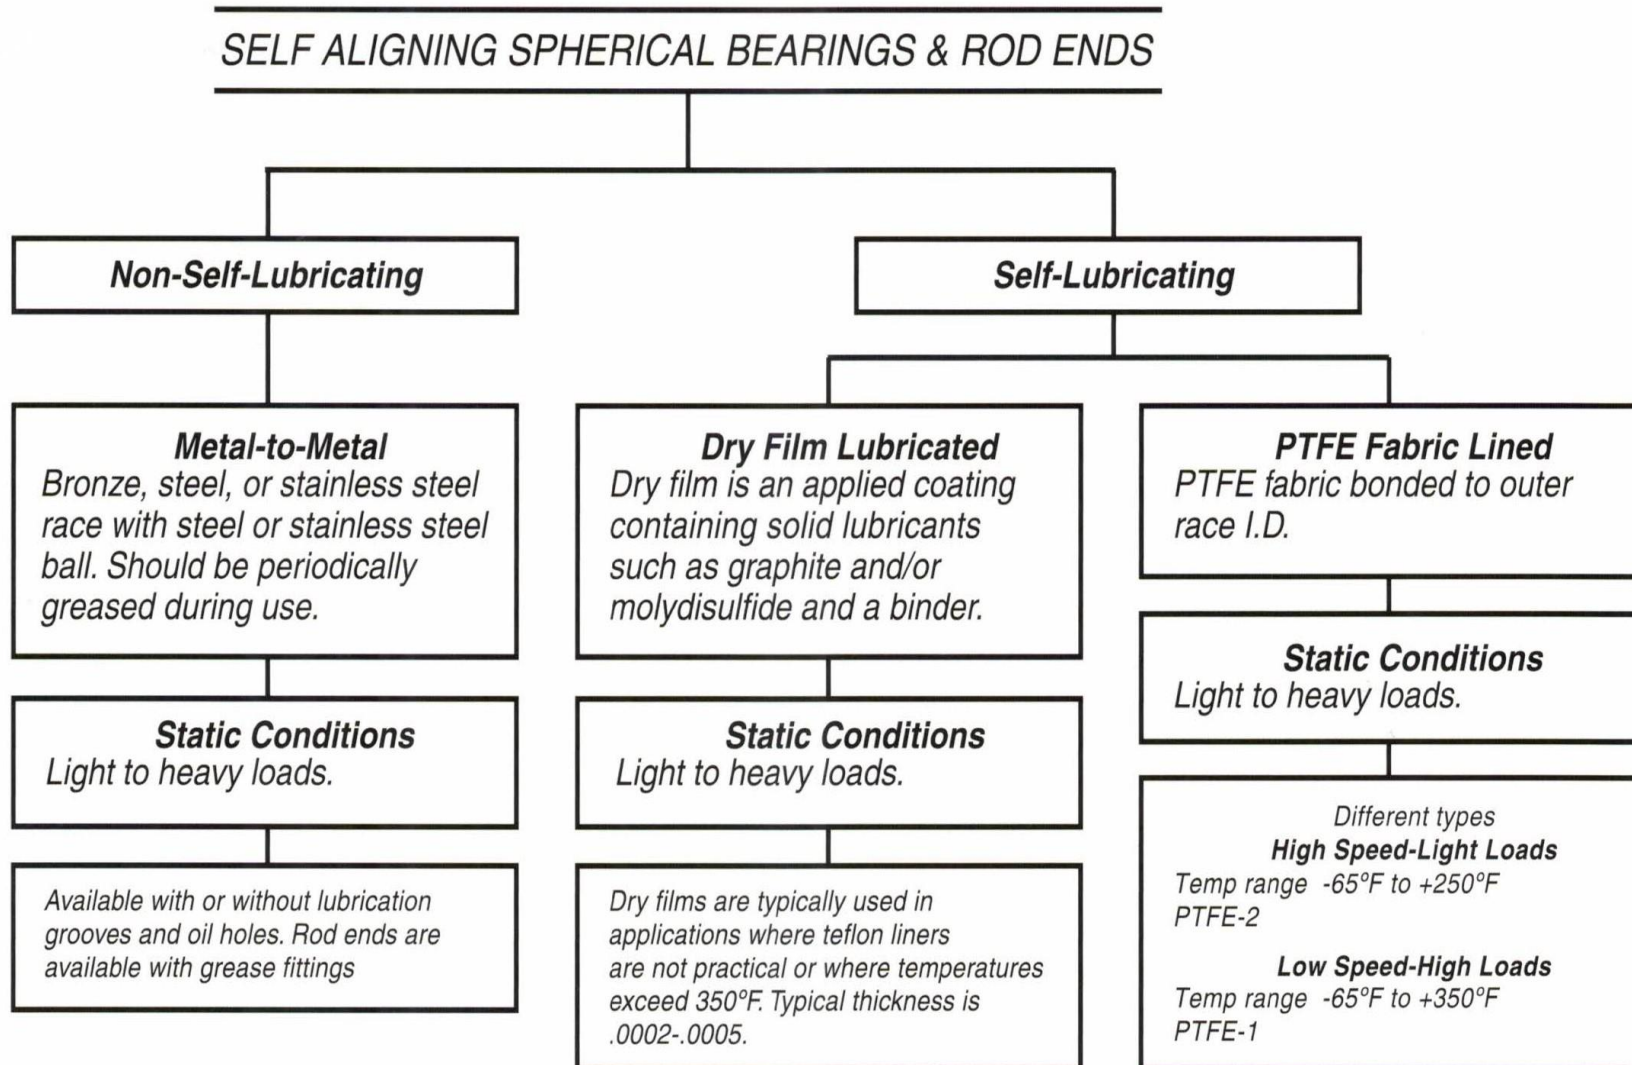 SELF ALIGNING SPHERICAL BEARINGS & ROD ENDS
Non-Self-Lubricating
Self-Lubricating
Metal-to-Metal
Bronze, steel, or stainless steel
race with steel or stainless steel
ball. Should be periodically
greased during use.
Dry Film Lubricated
Dry film is an applied coating
containing solid lubricants
such as graphite and/or
molydisulfide and a binder.
PTFE Fabric Lined
PTFE fabric bonded to outer
race I.D.
Static Conditions
Light to heavy loads.
Static Conditions
Light to heavy loads.
Static Conditions
Light to heavy loads.
Available with or without lubrication
grooves and oil holes. Rod ends are
available with grease fittings
Dry films are typically used in
applications where teflon liners
are not practical or where temperatures
exceed 350ºF. Typical thickness is
.0002-.0005.
Different types
High Speed-Light Loads
Temp range -65ºF to +250ºF
PTFE-2
Low Speed-High Loads
Temp range -65ºF to +350ºF
PTFE-1